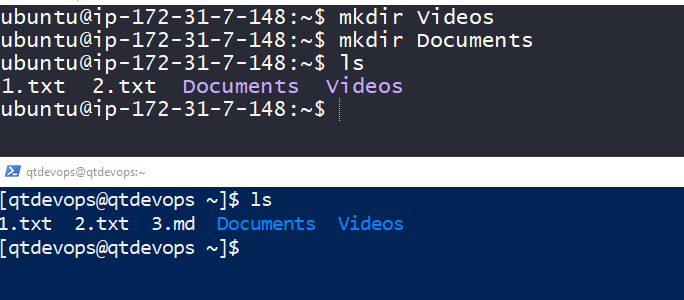 ubuntu@ip-172-31-7-148:~$ mkdir Videos
ubuntu@ip-172-31-7-148:~$ mkdir Documents
ubuntu@ip-172-31-7-148:~$ ls
1.txt  2.txt  Documents  Videos
ubuntu@ip-172-31-7-148:~$
qtdevops@qtdevops:~
[qtdevops@qtdevops ~]$ ls
1.txt  2.txt  3.md  Documents  Videos
[qtdevops@qtdevops ~]$